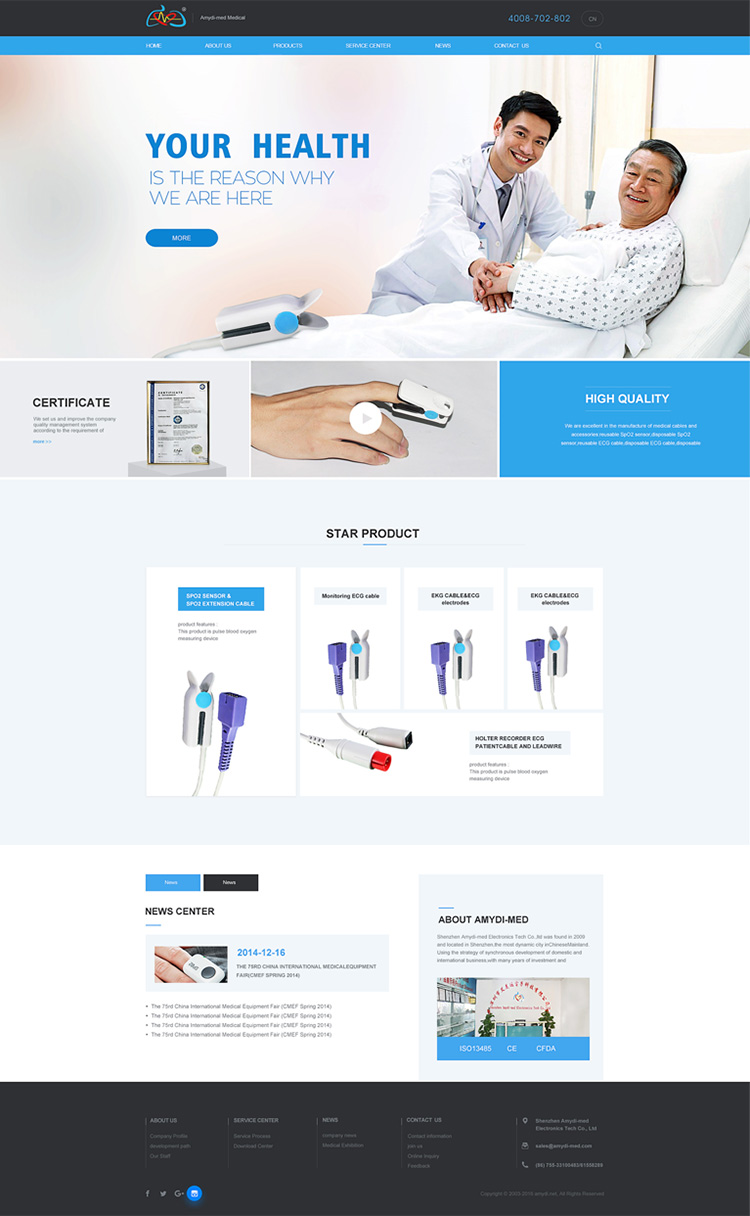 Amydi-med Medical
4008-702-802
CN
HOME
ABOUT US
PRODUCTS
SERVICE CENTER
NEWS
CONTACT US
YOUR HEALTH
IS THE REASON WHY
WE ARE HERE
MORE
CERTIFICATE
We set us and improve the company
quality management system
according to the requirement of
more >>
CERTIFICATE
HIGH QUALITY
We are excellent in the manufacture of medical cables and
accessories,reusable SpO2 sensor,disposable SpO2
sensor,reusable ECG cable,disposable ECG cable,disposable
STAR PRODUCT
SPO2 SENSOR &
SPO2 EXTENSION CABLE
product features :
This product is pulse blood oxygen
measuring device
Monitoring ECG cable
EKG CABLE&ECG
electrodes
EKG CABLE&ECG
electrodes
HOLTER RECORDER ECG
PATIENTCABLE AND LEADWIRE
product features :
This product is pulse blood oxygen
measuring device
News
News
NEWS CENTER
2014-12-16
THE 75RD CHINA INTERNATIONAL MEDICALEQUIPMENT
FAIR(CMEF SPRING 2014)
• The 75rd China International Medical Equipment Fair (CMEF Spring 2014)
• The 75rd China International Medical Equipment Fair (CMEF Spring 2014)
• The 75rd China International Medical Equipment Fair (CMEF Spring 2014)
• The 75rd China International Medical Equipment Fair (CMEF Spring 2014)
ABOUT AMYDI-MED
Shenzhen Amydi-med Electronics Tech Co.,ltd was found in 2009
and located in Shenzhen,the most dynamic city inChineseMainland.
Using the strategy of synchronous development of domestic and
international business,with many years of investment and
ISO13485
CE
CFDA
ABOUT US
Company Profile
development path
Our Staff
SERVICE CENTER
Service Process
Download Center
NEWS
company news
Medical Exhibition
CONTACT US
Contact information
join us
Online Inquiry
Feedback
Shenzhen Amydi-med
Electronics Tech Co., Ltd
sales@amydi-med.com